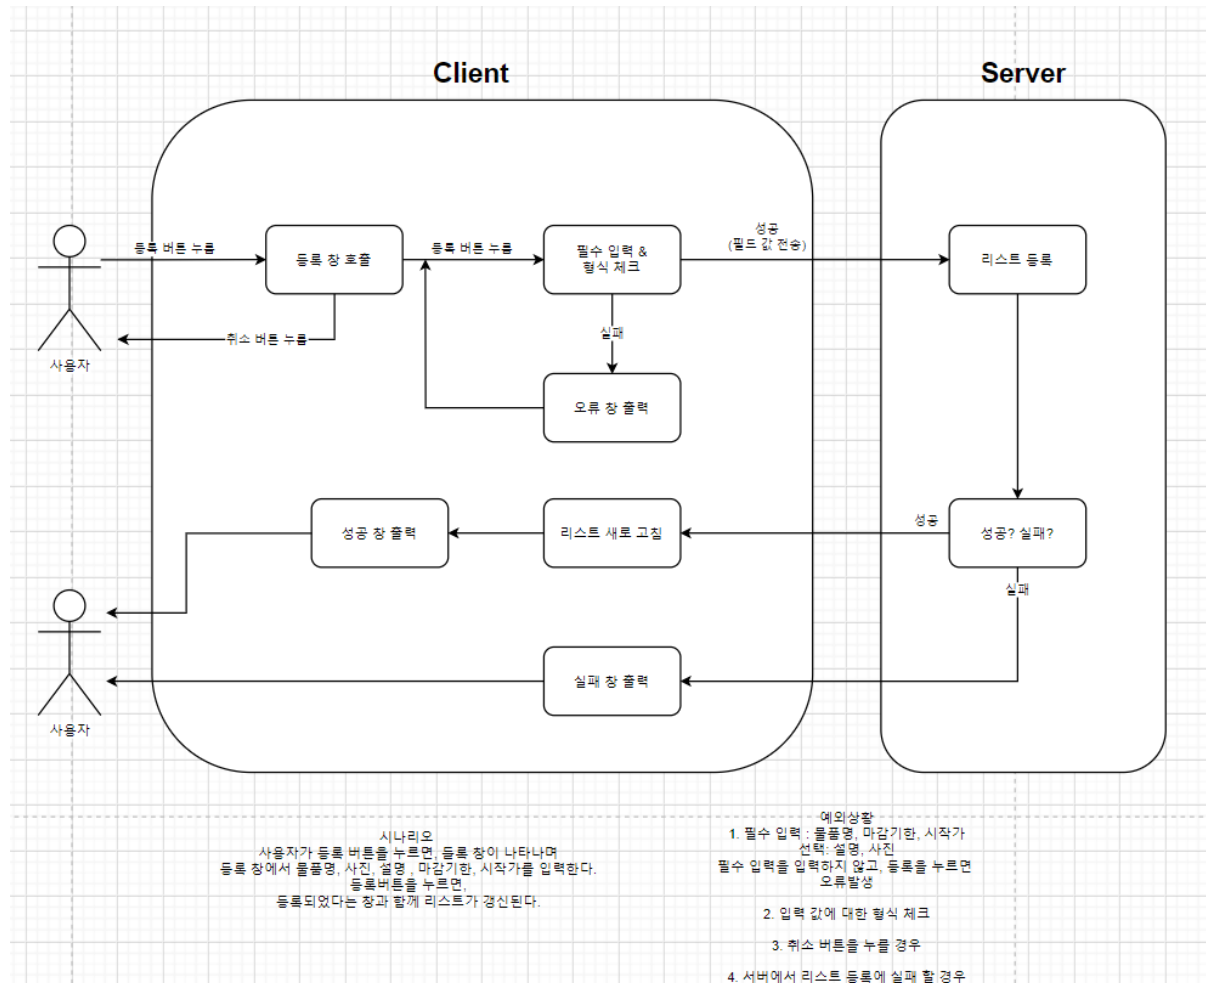 Client
Server
등록 버튼 누름
등록 창 호출
등록 버튼 누름
필수 입력 &
형식 체크
성공
(필드 값 전송)
리스트 등록
취소 버튼 누름
사용자
실패
오류 창 출력
성공 창 출력
리스트 새로 고침
성공
성공? 실패?
실패
실패 창 출력
사용자
시나리오
사용자가 등록 버튼을 누르면, 등록 창이 나타나며
등록 창에서 물품명, 사진, 설명 , 마감기한, 시작가를 입력한다.
등록버튼을 누르면,
등록되었다는 창과 함께 리스트가 갱신된다.
예외상황
1. 필수 입력 : 물품명, 마감기한, 시작가
선택: 설명, 사진
필수 입력을 입력하지 않고, 등록을 누르면
오류발생
2. 입력 값에 대한 형식 체크
3. 취소 버튼을 누를 경우
4. 서버에서 리스트 등록에 실패 할 경우